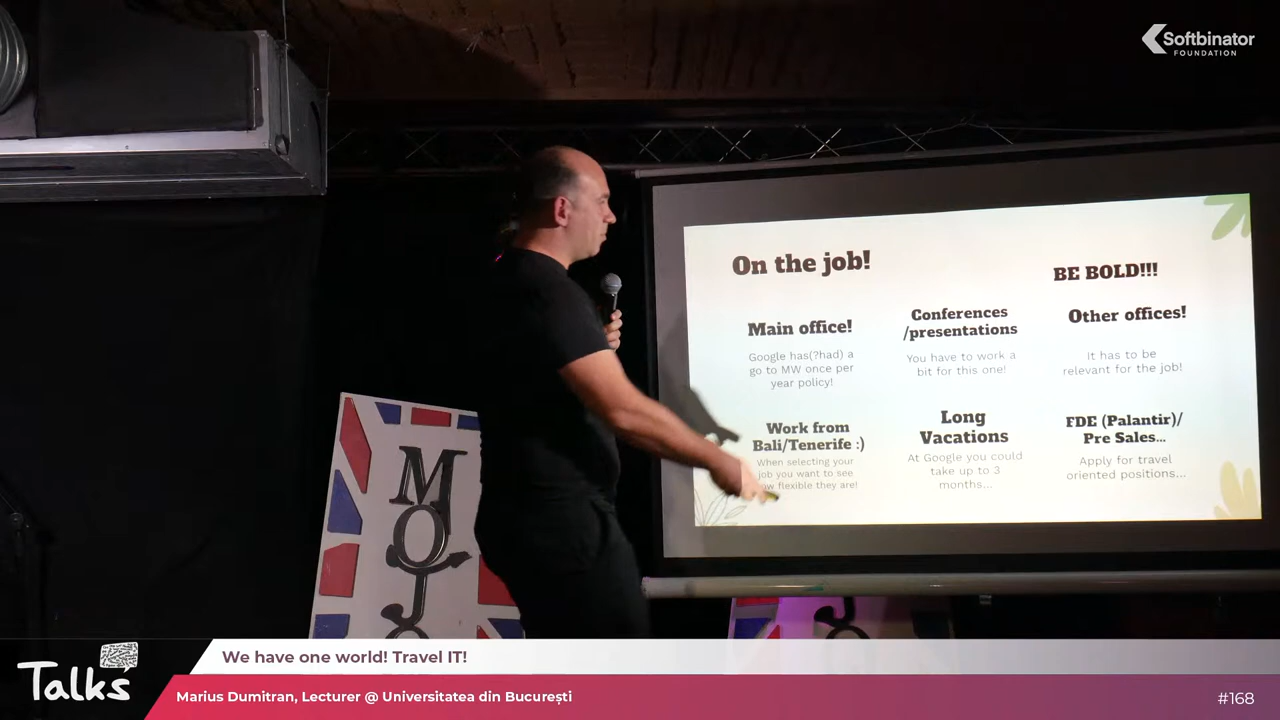 Softbinator
FOUNDATION
On the job!
BE BOLD!!!
Main office!
Google has(?had) a
go to MW once per
year policy!
Conferences
/presentations
You have to work a
bit for this one!
Other offices!
It has to be
relevant for the job!
Work from
Bali/Tenerife :)
When selecting your
job you want to see
how flexible they are!
Long
Vacations
At Google you could
take up to 3
months...
FDE (Palantir)/
Pre Sales...
Apply for travel
oriented positions...
MOJO
Talks
We have one world! Travel IT!
Marius Dumitran, Lecturer @ Universitatea din București
#168